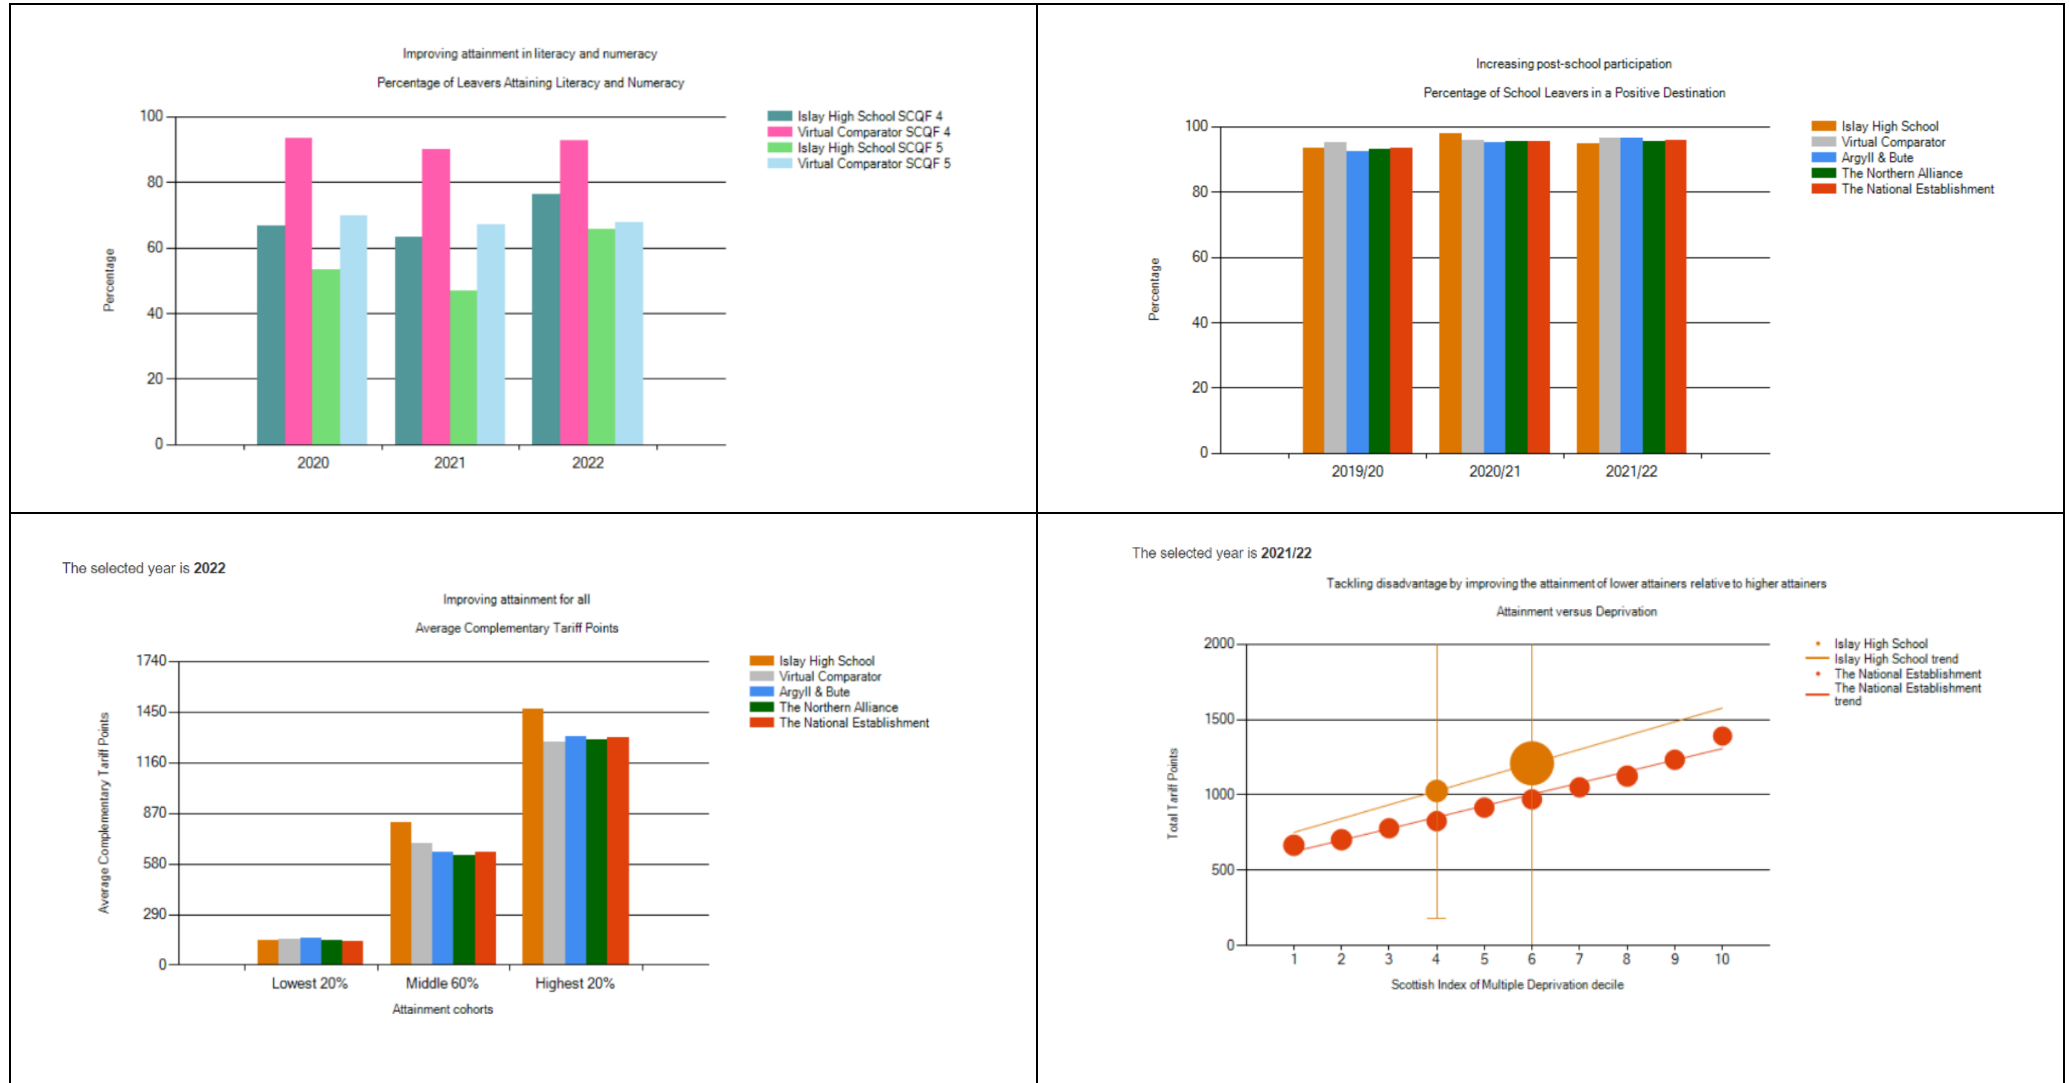 Improving attainment in literacy and numeracy
Percentage of Leavers Attaining Literacy and Numeracy
100
80
60
40
20
0
Percentage
2020
2021
2022
Islay High School SCQF 4
Virtual Comparator SCQF 4
Islay High School SCQF 5
Virtual Comparator SCQF 5
Increasing post-school participation
Percentage of School Leavers in a Positive Destination
100
80
60
40
20
0
Percentage
2019/20
2020/21
2021/22
Islay High School
Virtual Comparator
Argyll & Bute
The Northern Alliance
The National Establishment
The selected year is 2022
Improving attainment for all
Average Complementary Tariff Points
1740
1450
1160
870
580
290
0
Average Complementary Tariff Points
Lowest 20%
Middle 60%
Highest 20%
Attainment cohorts
Islay High School
Virtual Comparator
Argyll & Bute
The Northern Alliance
The National Establishment
The selected year is 2021/22
Tackling disadvantage by improving the attainment of lower attainers relative to higher attainers
Attainment versus Deprivation
2000
1500
1000
500
0
Total Tariff Points
1
2
3
4
5
6
7
8
9
10
Scottish Index of Multiple Deprivation decile
Islay High School
Islay High School trend
The National Establishment
The National Establishment
trend